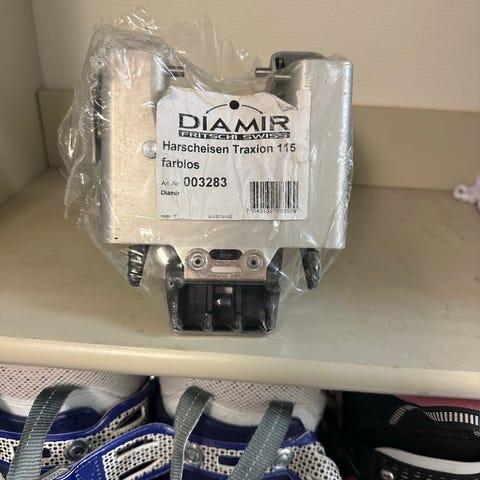 DIAMIR
FRITSCHI SWISS
Harscheisen Traxion 115
farblos
Art.-Nr. 003283
Diamir